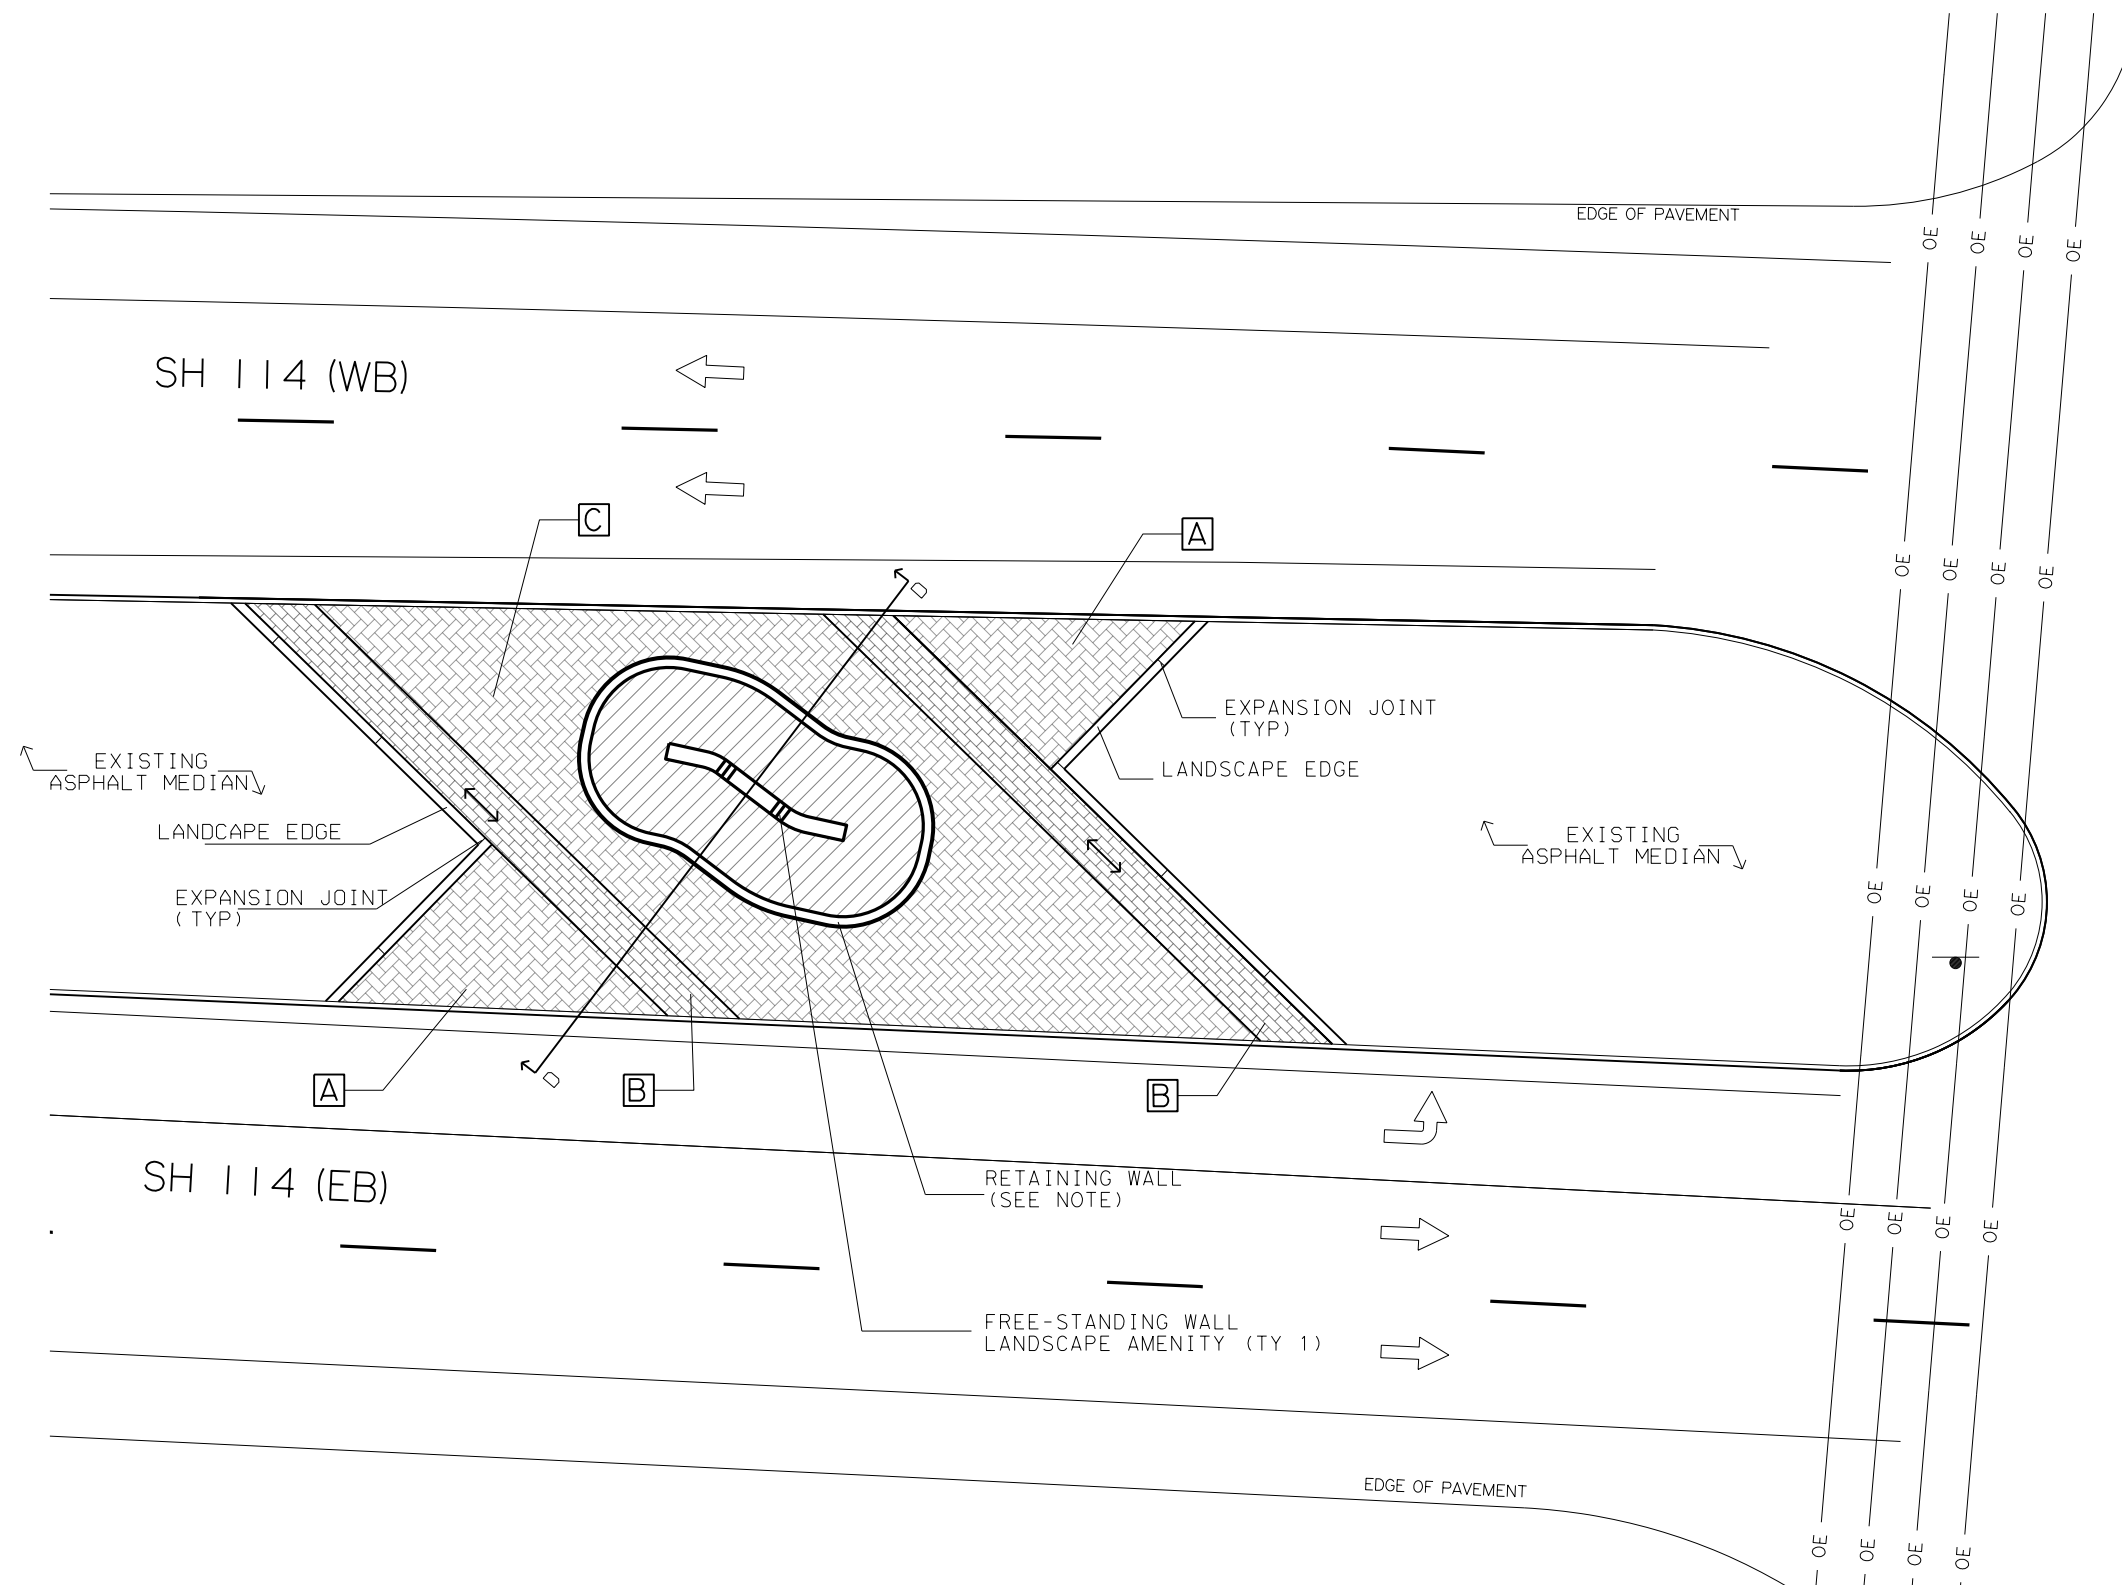 EDGE OF PAVEMENT
OE OE OE OE
SH 114 (WB)
C
A
OE OE OE OE
D
EXPANSION JOINT
(TYP)
EXISTING
ASPHALT MEDIAN
LANDSCAPE EDGE
LANDCAPE EDGE
EXISTING
ASPHALT MEDIAN
EXPANSION JOINT
(TYP)
OE OE OE OE
D
A
B
B
SH 114 (EB)
RETAINING WALL
(SEE NOTE)
OE OE OE OE
FREE-STANDING WALL
LANDSCAPE AMENITY (TY 1)
EDGE OF PAVEMENT
OE OE OE OE